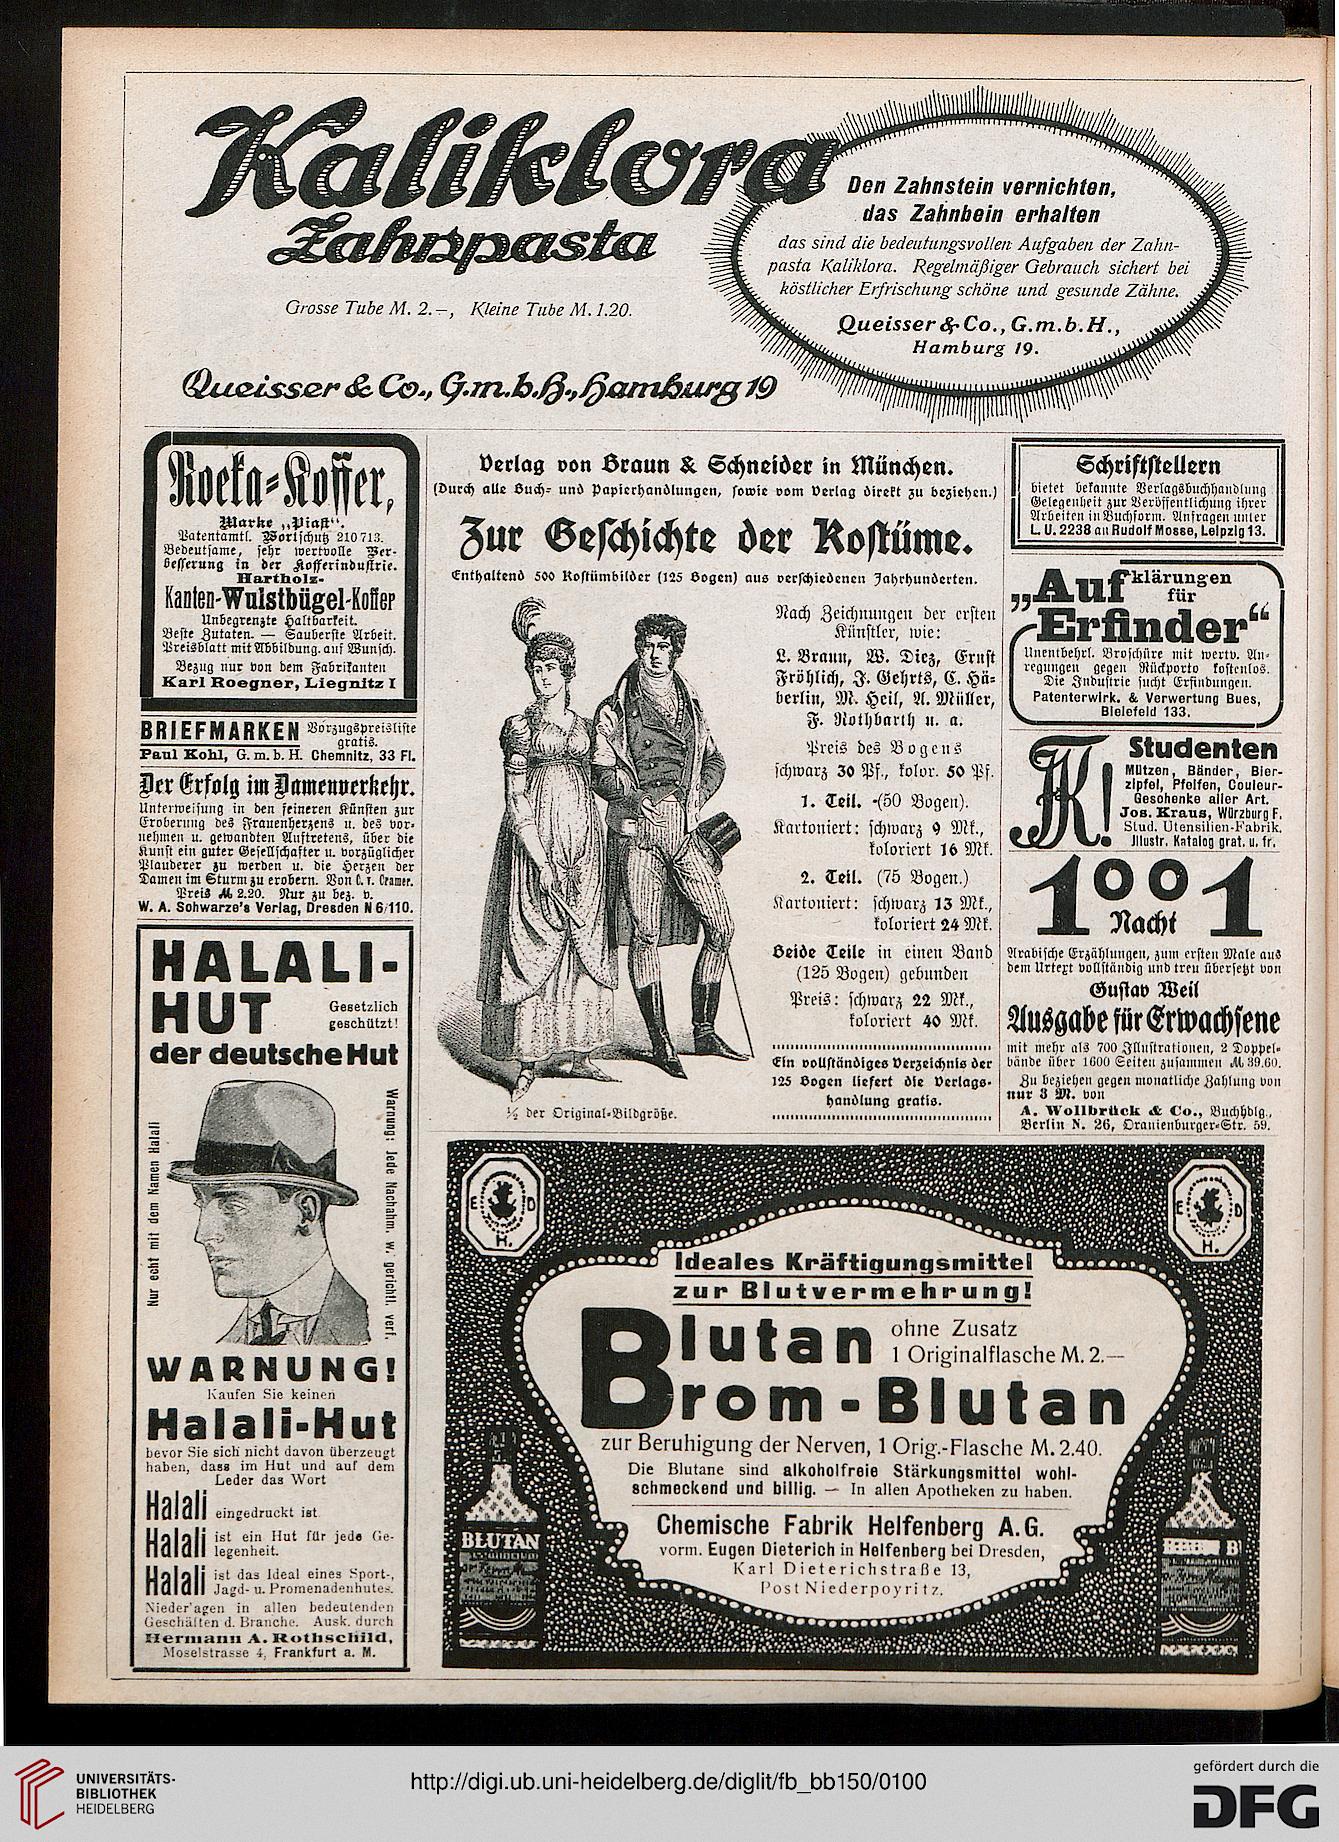 Kaliklora
Zahnpasta
Grosse Tube M. 2.–, Kleine Tube M. 1.20.
Queisser & Co., G.m.b.H., Hamburg 19
Den Zahnstein vernichten,
das Zahnbein erhalten
das sind die bedeutungsvollen Aufgaben der Zahn-
pasta Kaliklora. Regelmäßiger Gebrauch sichert bei
köstlicher Erfrischung schöne und gesunde Zähne.
Queisser & Co., G.m.b.H.,
Hamburg 19.
Roeka-Koffer,
Marke „Piast“.
Patentamtl. Wortschutz 210713.
Bedeutsame, sehr wertvolle Ver-
besserung in der Kofferindustrie.
Hartholz-
Kanten-Wulstbügel-Koffer
Unbegrenzte Haltbarkeit.
Beste Zutaten. — Sauberste Arbeit.
Preisblatt mit Abbildung. auf Wunsch.
Bezug nur von dem Fabrikanten
Karl Roegner, Liegnitz I
BRIEFMARKEN Vorzugspreisliste
gratis.
Paul Kohl, G. m. b. H. Chemnitz, 33 Fl.
Der Erfolg im Damenverkehr.
Unterweisung in den feineren Künsten zur
Eroberung des Frauenherzens u. des vor-
nehmen u. gewandten Auftretens, über die
Kunst ein guter Gesellschafter u. vorzüglicher
Plauderer zu werden u. die Herzen der
Damen im Sturm zu erobern. Von C. v. Cramer.
Preis M 2.20. Nur zu bez. v.
W. A. Schwarze's Verlag, Dresden N 6/110.
HALALI-
HUT
Gesetzlich
geschützt!
der deutsche Hut
Nur echt mit dem Namen Halali
Warnung: Jede Nachahm. w. gerichtl. verf.
WARNUNG!
Kaufen Sie keinen
Halali-Hut
bevor Sie sich nicht davon überzeugt
haben, dass im Hut und auf dem
Leder das Wort
Halali eingedruckt ist
Halali ist ein Hut für jede Ge-
legenheit.
Halali ist das Ideal eines Sport-,
Jagd- u. Promenadenhutes.
Niederlagen in allen bedeutenden
Geschäften d. Branche. Ausk. durch
Hermann A. Rothschild,
Moselstrasse 4, Frankfurt a. M.
Verlag von Braun & Schneider in München.
(Durch alle Buch- und Papierhandlungen, sowie vom Verlag direkt zu beziehen.)
Zur Geschichte der Kostüme.
Enthaltend 500 Kostümbilder (125 Bogen) aus verschiedenen Jahrhunderten.
Nach Zeichnungen der ersten
Künstler, wie:
L. Braun, W. Diez, Ernst
Fröhlich, J. Gehrts, C. Hä-
berlin, M. Heil, A. Müller,
F. Rothbarth u. a.
Preis des Bogens
schwarz 30 Pf., kolor. 50 Pf.
1. Teil. (50 Bogen).
Kartoniert: schwarz 9 Mk.,
koloriert 16 Mk.
2. Teil. (75 Bogen.)
Kartoniert: schwarz 13 Mk.,
koloriert 24 Mk.
Beide Teile in einen Band
(125 Bogen) gebunden
Preis: schwarz 22 Mk.,
koloriert 40 Mk.
Ein vollständiges Verzeichnis der
125 Bogen liefert die Verlags-
handlung gratis.
½ der Original-Bildgröße.
Schriftstellern
bietet bekannte Verlagsbuchhandlung
Gelegenheit zur Veröffentlichung ihrer
Arbeiten in Buchform. Anfragen unter
L. U. 2238 an Rudolf Mosse, Leipzig 13.
„Aufklärungen
für
Erfinder“
Unentbehrl. Broschüre mit wertv. An-
regungen gegen Rückporto kostenlos.
Die Industrie sucht Erfindungen.
Patenterwirk. & Verwertung Bues,
Bielefeld 133.
Studenten
Mützen, Bänder, Bier-
zipfel, Pfeifen, Couleur-
Geschenke aller Art.
Jos. Kraus, Würzburg F.
Stud. Utensilien-Fabrik.
Jllustr. Katalog grat. u. fr.
1001
Nacht
Arabische Erzählungen, zum ersten Male aus
dem Urtext vollständig und treu übersetzt von
Gustav Weil
Ausgabe für Erwachsene
mit mehr als 700 Illustrationen, 2 Doppel-
bände über 1600 Seiten zusammen M 39.60.
Zu beziehen gegen monatliche Zahlung von
nur 3 M. von
A. Wollbrück & Co., Buchhdlg.,
Berlin N. 26, Oranienburger-Str. 59.
E D
H.
E D
H.
Ideales Kräftigungsmittel
zur Blutvermehrung!
Blutan ohne Zusatz
1 Originalflasche M. 2.—
Brom-Blutan
zur Beruhigung der Nerven, 1 Orig.-Flasche M. 2.40.
Die Blutane sind alkoholfreie Stärkungsmittel wohl-
schmeckend und billig. — In allen Apotheken zu haben.
Chemische Fabrik Helfenberg A.G.
vorm. Eugen Dieterich in Helfenberg bei Dresden,
Karl Dieterichstraße 13,
Post Niederpoyritz.
BLUTAN
UNIVERSITÄTS-
BIBLIOTHEK
HEIDELBERG
http://digi.ub.uni-heidelberg.de/diglit/fb_bb150/0100
gefördert durch die
DFG